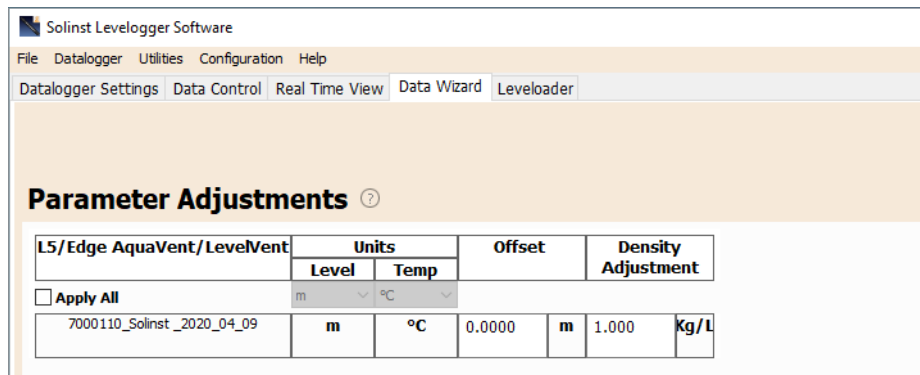 Solinst Levelogger Software
File Datalogger Utilities Configuration Help
Datalogger Settings Data Control Real Time View Data Wizard Leveloader
Parameter Adjustments ?
L5/Edge AquaVent/LevelVent Units Offset Density
Level Temp Adjustment
Apply All m °C
7000110_Solinst _2020_04_09 m °C 0.0000 m 1.000 Kg/L